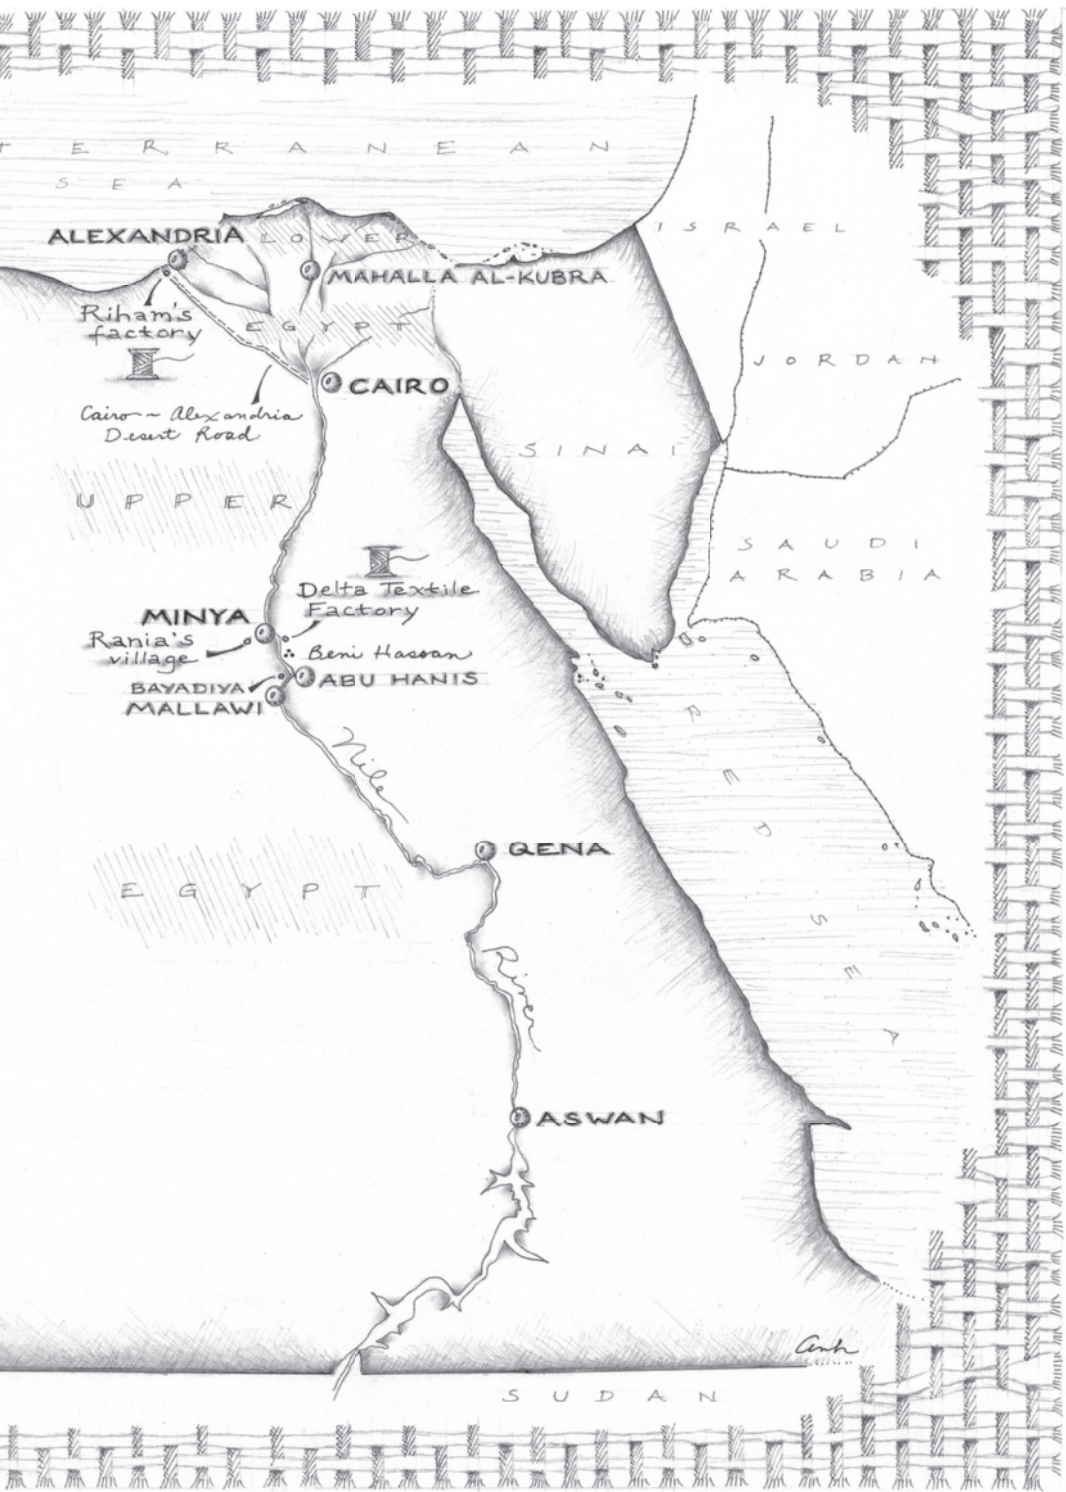 TERRANEAN
SEA
ISRAEL
ALEXANDRIA
LOWER
MAHALLA AL-KUBRA
Riham's
factory
EGYPT
JORDAN
CAIRO
Cairo ~ Alexandria
Desert Road
SINAI
UPPER
SAUDI
ARABIA
Delta Textile
Factory
MINYA
Rania's
village
Beni Hassan
ABU HANIS
BAYADIYA
MALLAWI
Nile
RED
QENA
EGYPT
SEA
River
ASWAN
anh
SUDAN